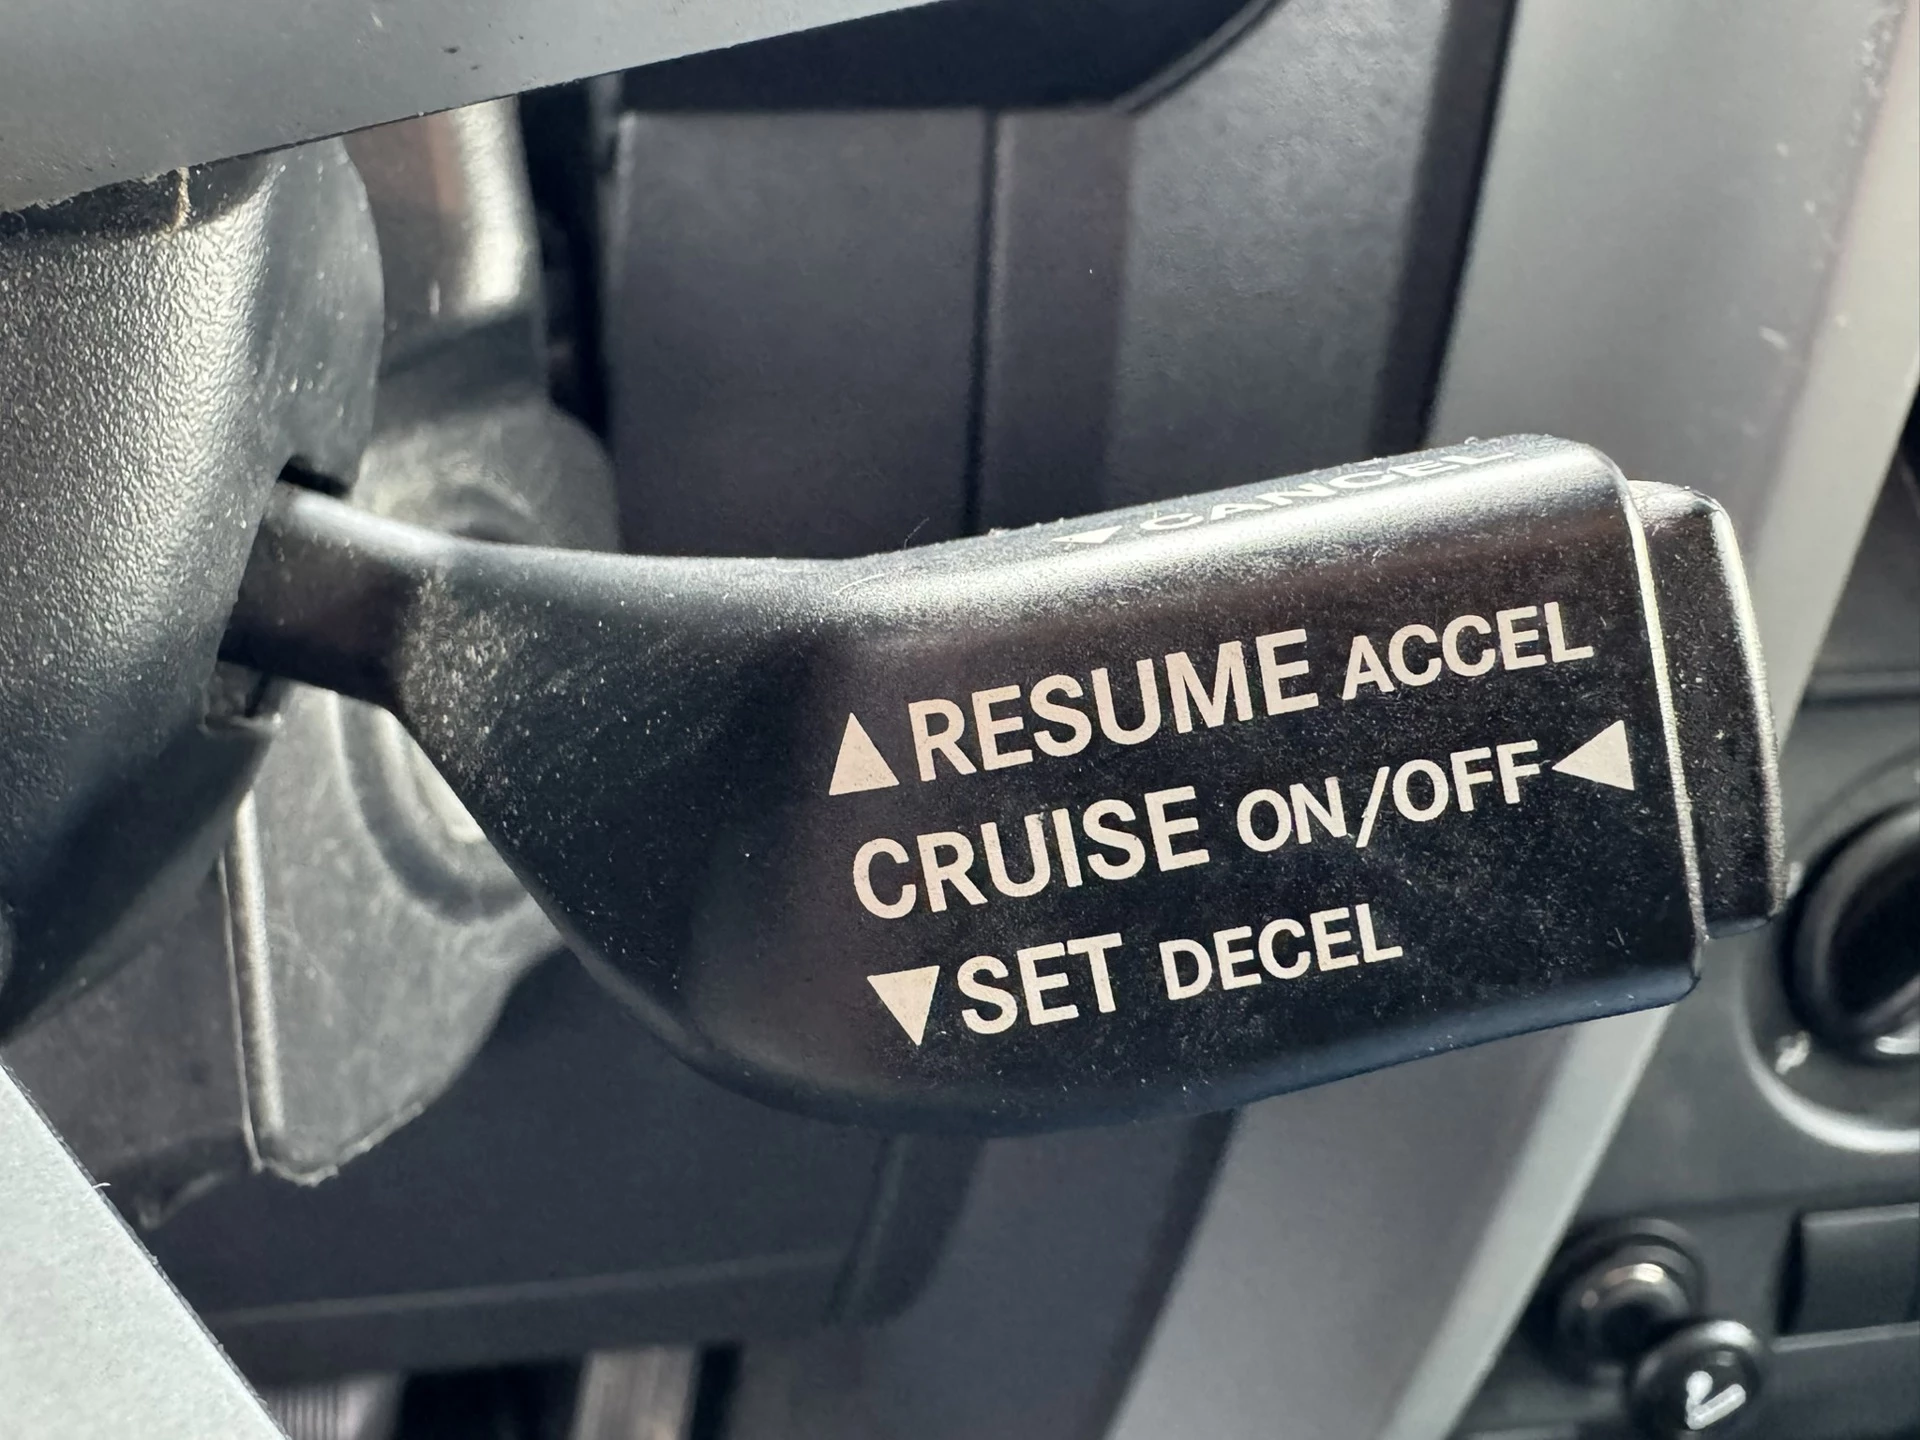 ◀CANCEL
▲RESUME ACCEL
CRUISE ON/OFF◀
▼SET DECEL